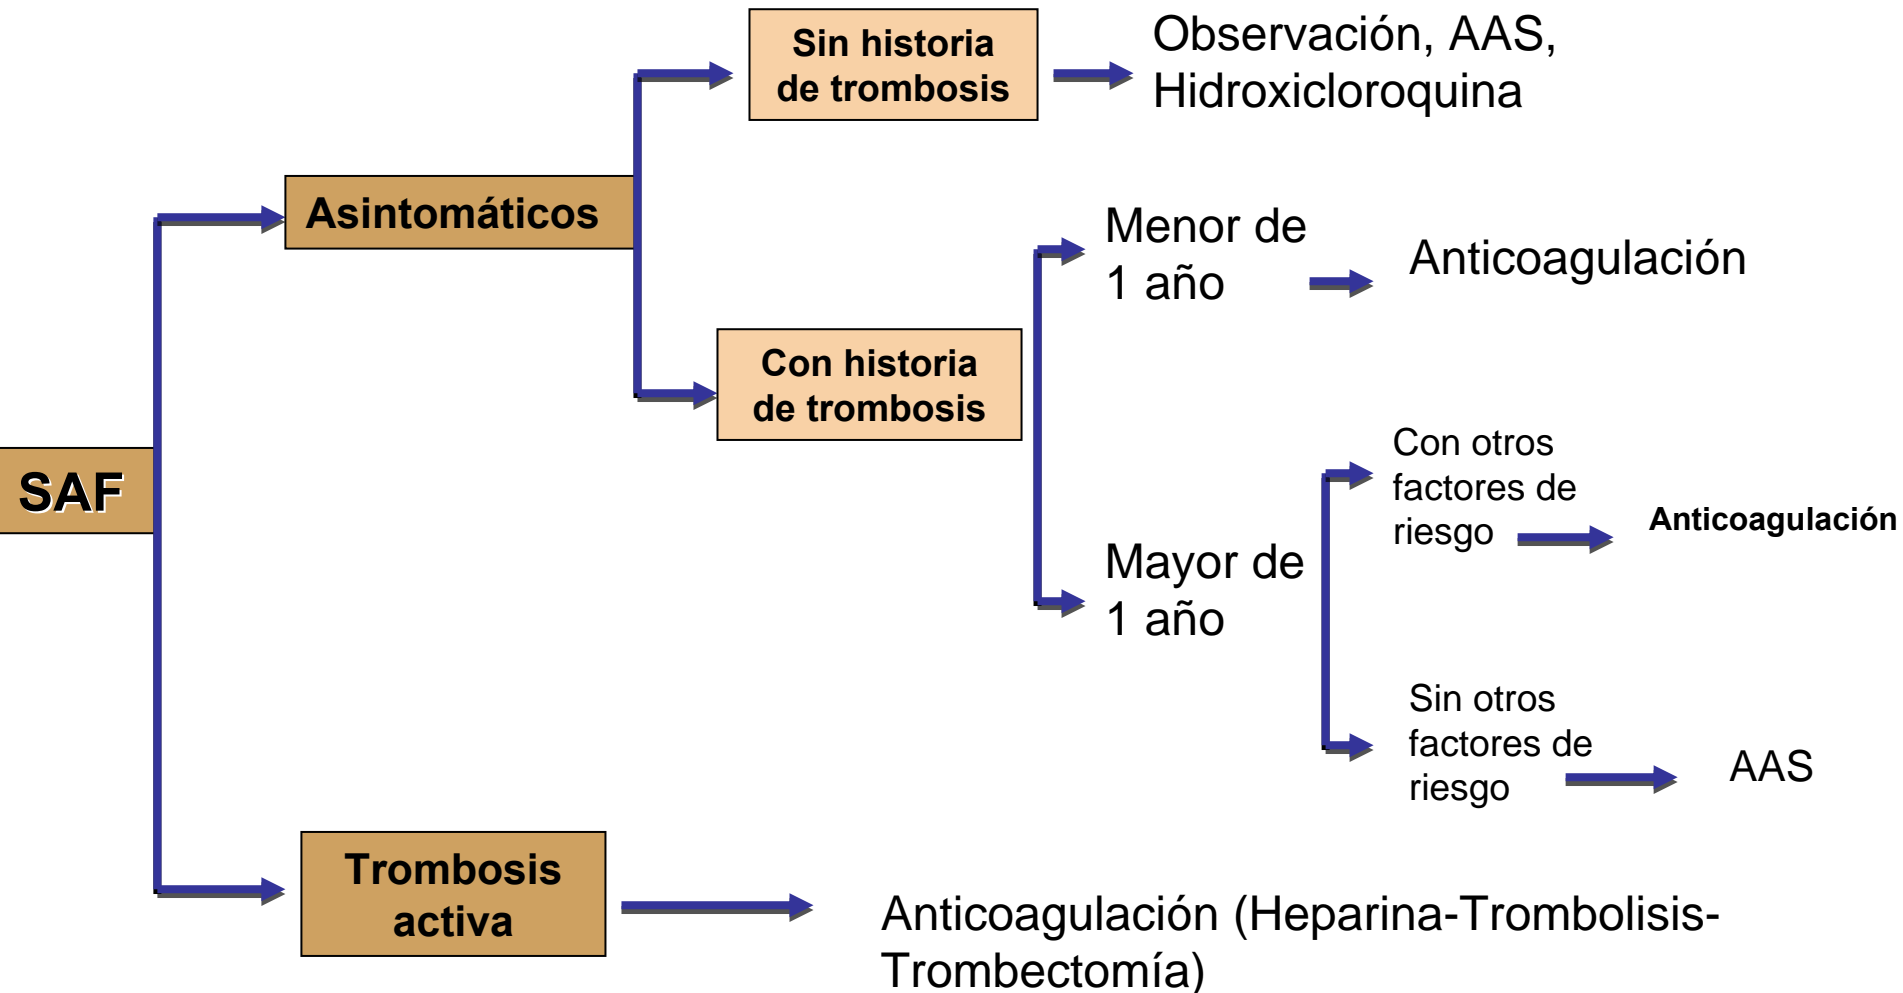 Sin historia
de trombosis
Observación, AAS,
Hidroxicloroquina
Asintomáticos
Menor de
1 año
Anticoagulación
Con historia
de trombosis
SAF
Con otros
factores de
riesgo
Anticoagulación
Mayor de
1 año
Sin otros
factores de
riesgo
AAS
Trombosis
activa
Anticoagulación (Heparina-Trombolisis-
Trombectomía)